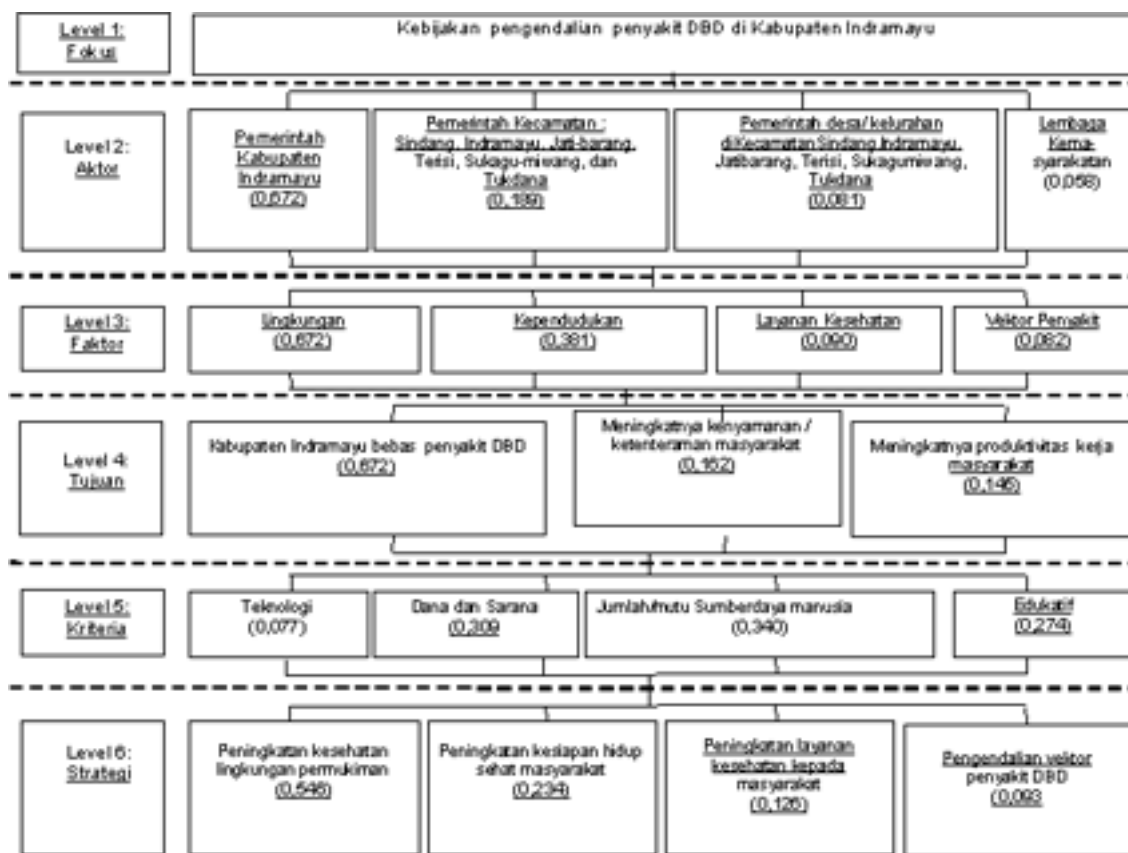 Level 1:
Fokus
Kebijakan pengendalian penyakit DBD di Kabupaten Indramayu
Level 2:
Aktor
Pemerintah
Kabupaten
Indramayu
(0,672)
Pemerintah Kecamatan :
Sindang, Indramayu, Jati-barang,
Terisi, Sukagu-miwang, dan
Tukdana
(0,189)
Pemerintah desa/ kelurahan
di Kecamatan Sindang Indramayu,
Jatibarang, Terisi, Sukagumiwang,
Tukdana
(0,081)
Lembaga
Kema-
syarakatan
(0,058)
Level 3:
Faktor
Lingkungan
(0,672)
Kependudukan
(0,381)
Layanan Kesehatan
(0,090)
Vektor Penyakit
(0,082)
Level 4:
Tujuan
Kabupaten Indramayu bebas penyakit DBD
(0,672)
Meningkatnya kenyamanan /
ketenteraman masyarakat
(0,162)
Meningkatnya produktivitas kerja
masyarakat
(0,146)
Level 5:
Kriteria
Teknologi
(0,077)
Dana dan Sarana
(0,309
Jumlah/mutu Sumberdaya manusia
(0,340)
Edukatif
(0,274)
Level 6:
Strategi
Peningkatan kesehatan
lingkungan permukiman
(0,546)
Peningkatan kesiapan hidup
sehat masyarakat
(0,234)
Peningkatan layanan
kesehatan kepada
masyarakat
(0,126)
Pengendalian vektor
penyakit DBD
(0,093